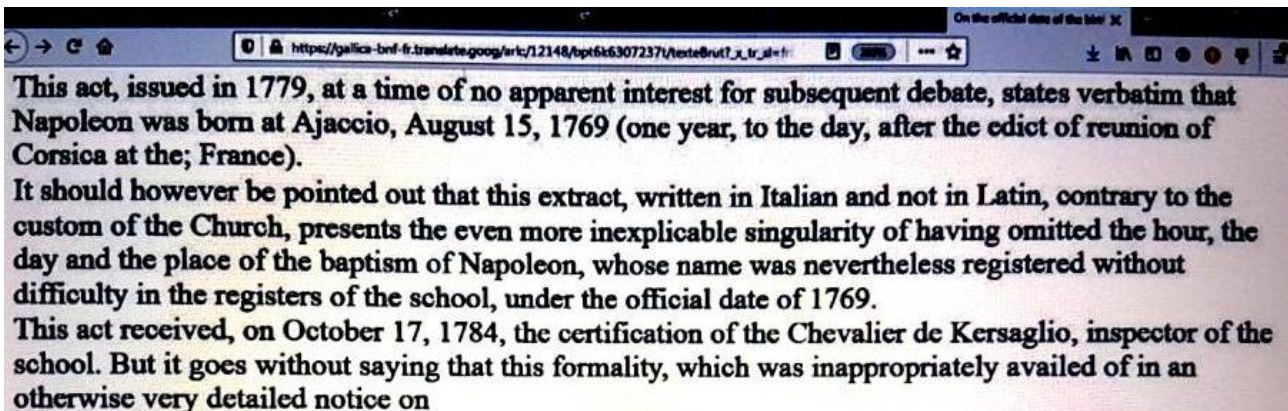 On the official date of the
https://gallica-bnf-fr.translate.goog/ark:/12148/bpt6k6307237t/texteBrut?_x_tr_sl=fr
This act, issued in 1779, at a time of no apparent interest for subsequent debate, states verbatim that
Napoleon was born at Ajaccio, August 15, 1769 (one year, to the day, after the edict of reunion of
Corsica at the; France).
It should however be pointed out that this extract, written in Italian and not in Latin, contrary to the
custom of the Church, presents the even more inexplicable singularity of having omitted the hour, the
day and the place of the baptism of Napoleon, whose name was nevertheless registered without
difficulty in the registers of the school, under the official date of 1769.
This act received, on October 17, 1784, the certification of the Chevalier de Kersaglio, inspector of the
school. But it goes without saying that this formality, which was inappropriately availed of in an
otherwise very detailed notice on